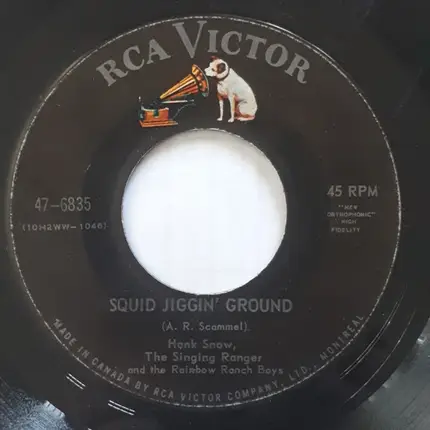 RCA VICTOR
47-6835
(10H2WW-1046)
45 RPM
"NEW
ORTHOPHONIC"
HIGH
FIDELITY
SQUID JIGGIN' GROUND
(A. R. Scammel).
Hank Snow,
The Singing Ranger
and the Rainbow Ranch Boys
MADE IN CANADA BY RCA VICTOR COMPANY, LTD., MONTREAL